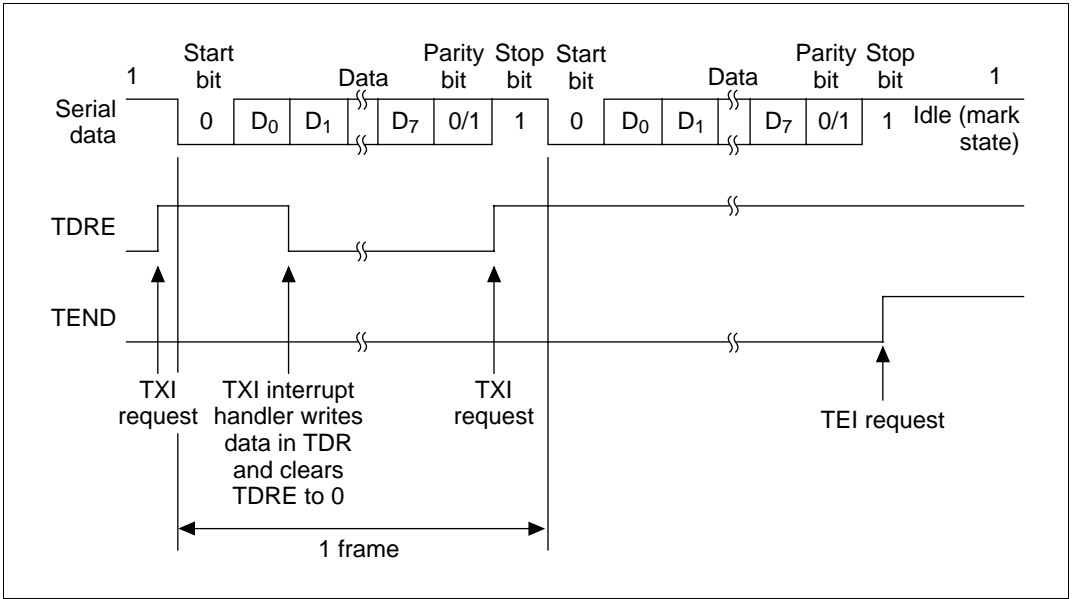 1 Start bit Data Parity bit Stop bit Start bit Data Parity bit Stop bit 1
Serial data 0 D0 D1 D7 0/1 1 0 D0 D1 D7 0/1 1 Idle (mark state)
TDRE
TEND
TXI request
TXI interrupt handler writes data in TDR and clears TDRE to 0
TXI request
TEI request
1 frame